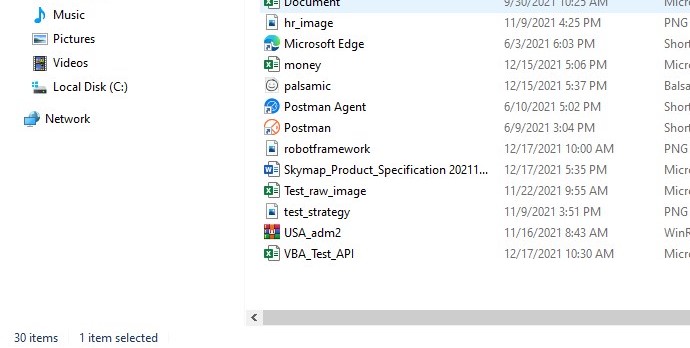 Music
Pictures
Videos
Local Disk (C:)
Network
Document 9/30/2021 10:25 AM Micro
hr_image 11/9/2021 4:25 PM PNG
Microsoft Edge 6/3/2021 6:03 PM Short
money 12/15/2021 5:06 PM Micro
palsamic 12/15/2021 5:37 PM Balsa
Postman Agent 6/10/2021 5:02 PM Short
Postman 6/9/2021 3:04 PM Short
robotframework 12/17/2021 10:00 AM PNG
Skymap_Product_Specification 20211... 12/17/2021 5:35 PM Micro
Test_raw_image 11/22/2021 9:55 AM Micro
test_strategy 11/9/2021 3:51 PM PNG
USA_adm2 11/16/2021 8:43 AM WinR
VBA_Test_API 12/17/2021 10:30 AM Micro
30 items 1 item selected